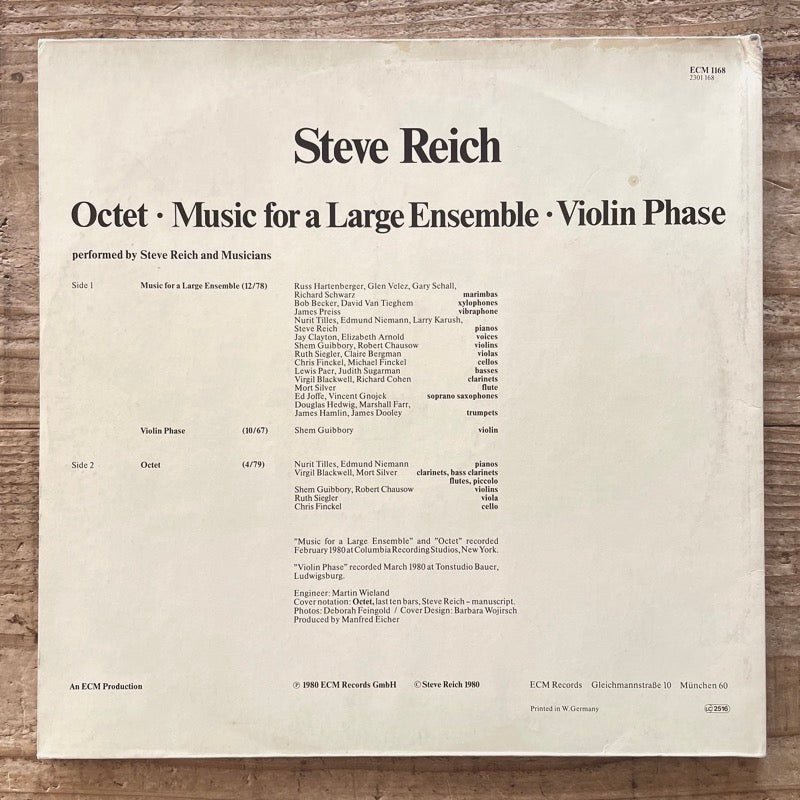 ECM 1168
2301 168
Steve Reich
Octet · Music for a Large Ensemble · Violin Phase
performed by Steve Reich and Musicians
Side 1 Music for a Large Ensemble (12/78) Russ Hartenberger, Glen Velez, Gary Schall,
Richard Schwarz marimbas
Bob Becker, David Van Tieghem xylophones
James Preiss vibraphone
Nurit Tilles, Edmund Niemann, Larry Karush,
Steve Reich pianos
Jay Clayton, Elizabeth Arnold voices
Shem Guibbory, Robert Chausow violins
Ruth Siegler, Claire Bergman violas
Chris Finckel, Michael Finckel cellos
Lewis Paer, Judith Sugarman basses
Virgil Blackwell, Richard Cohen clarinets
Mort Silver flute
Ed Joffe, Vincent Gnojek soprano saxophones
Douglas Hedwig, Marshall Farr,
James Hamlin, James Dooley trumpets
Violin Phase (10/67) Shem Guibbory violin
Side 2 Octet (4/79) Nurit Tilles, Edmund Niemann pianos
Virgil Blackwell, Mort Silver clarinets, bass clarinets
flutes, piccolo
Shem Guibbory, Robert Chausow violins
Ruth Siegler viola
Chris Finckel cello
"Music for a Large Ensemble" and "Octet" recorded
February 1980 at Columbia Recording Studios, New York.
"Violin Phase" recorded March 1980 at Tonstudio Bauer,
Ludwigsburg.
Engineer: Martin Wieland
Cover notation: Octet, last ten bars, Steve Reich – manuscript.
Photos: Deborah Feingold / Cover Design: Barbara Wojirsch
Produced by Manfred Eicher
An ECM Production ℗ 1980 ECM Records GmbH © Steve Reich 1980 ECM Records Gleichmannstraße 10 München 60
Printed in W. Germany LC 2516